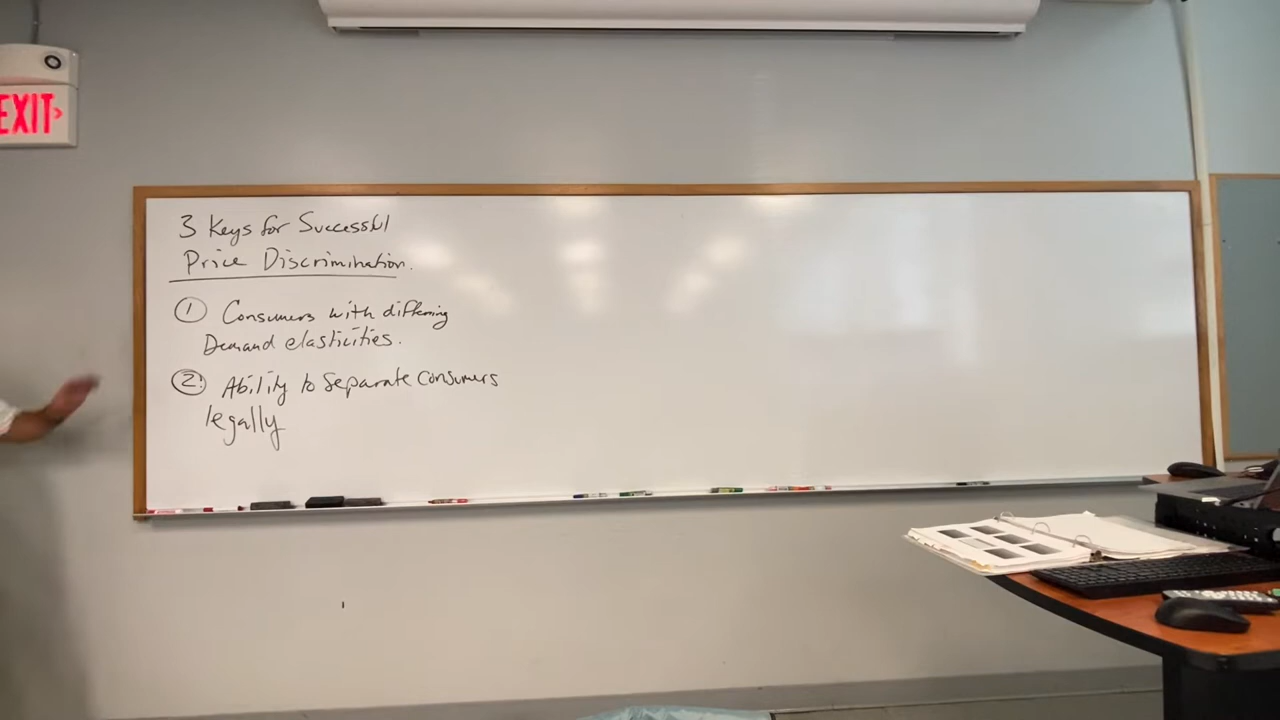 EXIT
3 Keys for Successful
Price Discrimination.
① Consumers with differing
Demand elasticities.
② Ability to Separate Consumers
legally